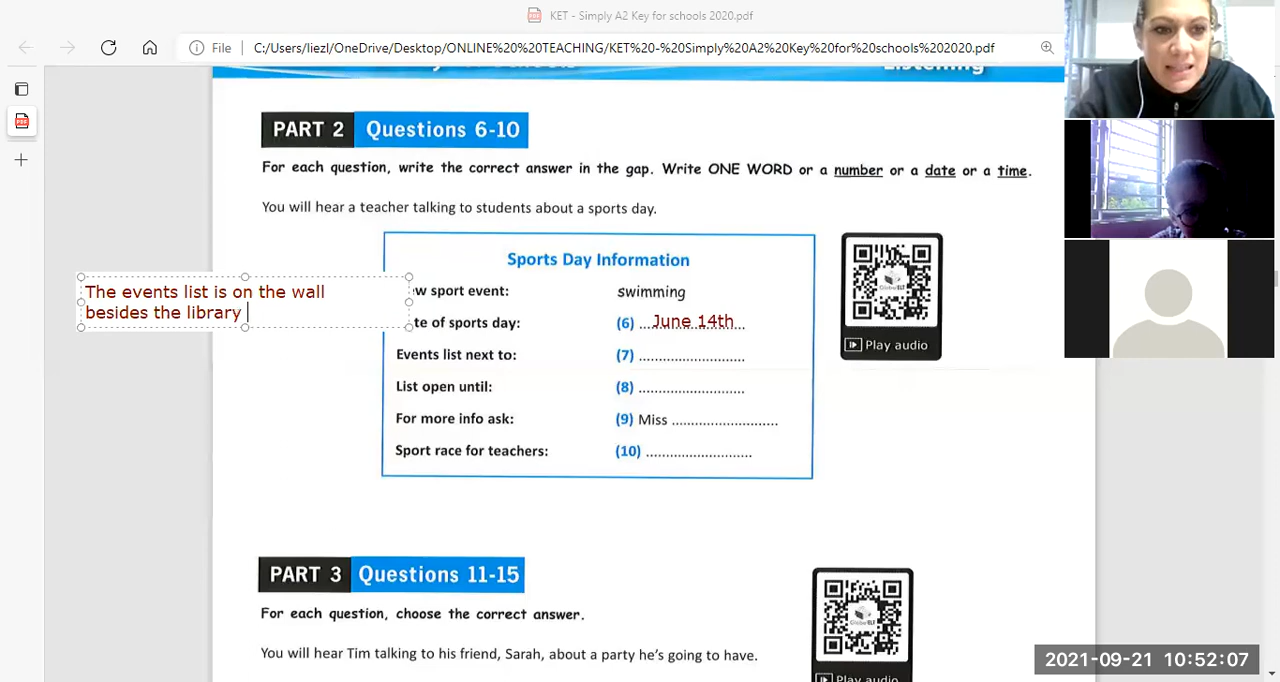 KET - Simply A2 Key for schools 2020.pdf
File C:/Users/liezl/OneDrive/Desktop/ONLINE%20%20TEACHING/KET%20-%20Simply%20A2%20Key%20for%20schools%202020.pdf
Listening
PART 2 Questions 6-10
For each question, write the correct answer in the gap. Write ONE WORD or a number or a date or a time.
You will hear a teacher talking to students about a sports day.
Sports Day Information
w sport event: swimming
te of sports day: (6) ...June 14th...
Events list next to: (7) ........................
List open until: (8) ........................
For more info ask: (9) Miss ........................
Sport race for teachers: (10) ........................
The events list is on the wall
besides the library
GlobalELT
Play audio
PART 3 Questions 11-15
For each question, choose the correct answer.
You will hear Tim talking to his friend, Sarah, about a party he's going to have.
GlobalELT
Play audio
2021-09-21 10:52:07